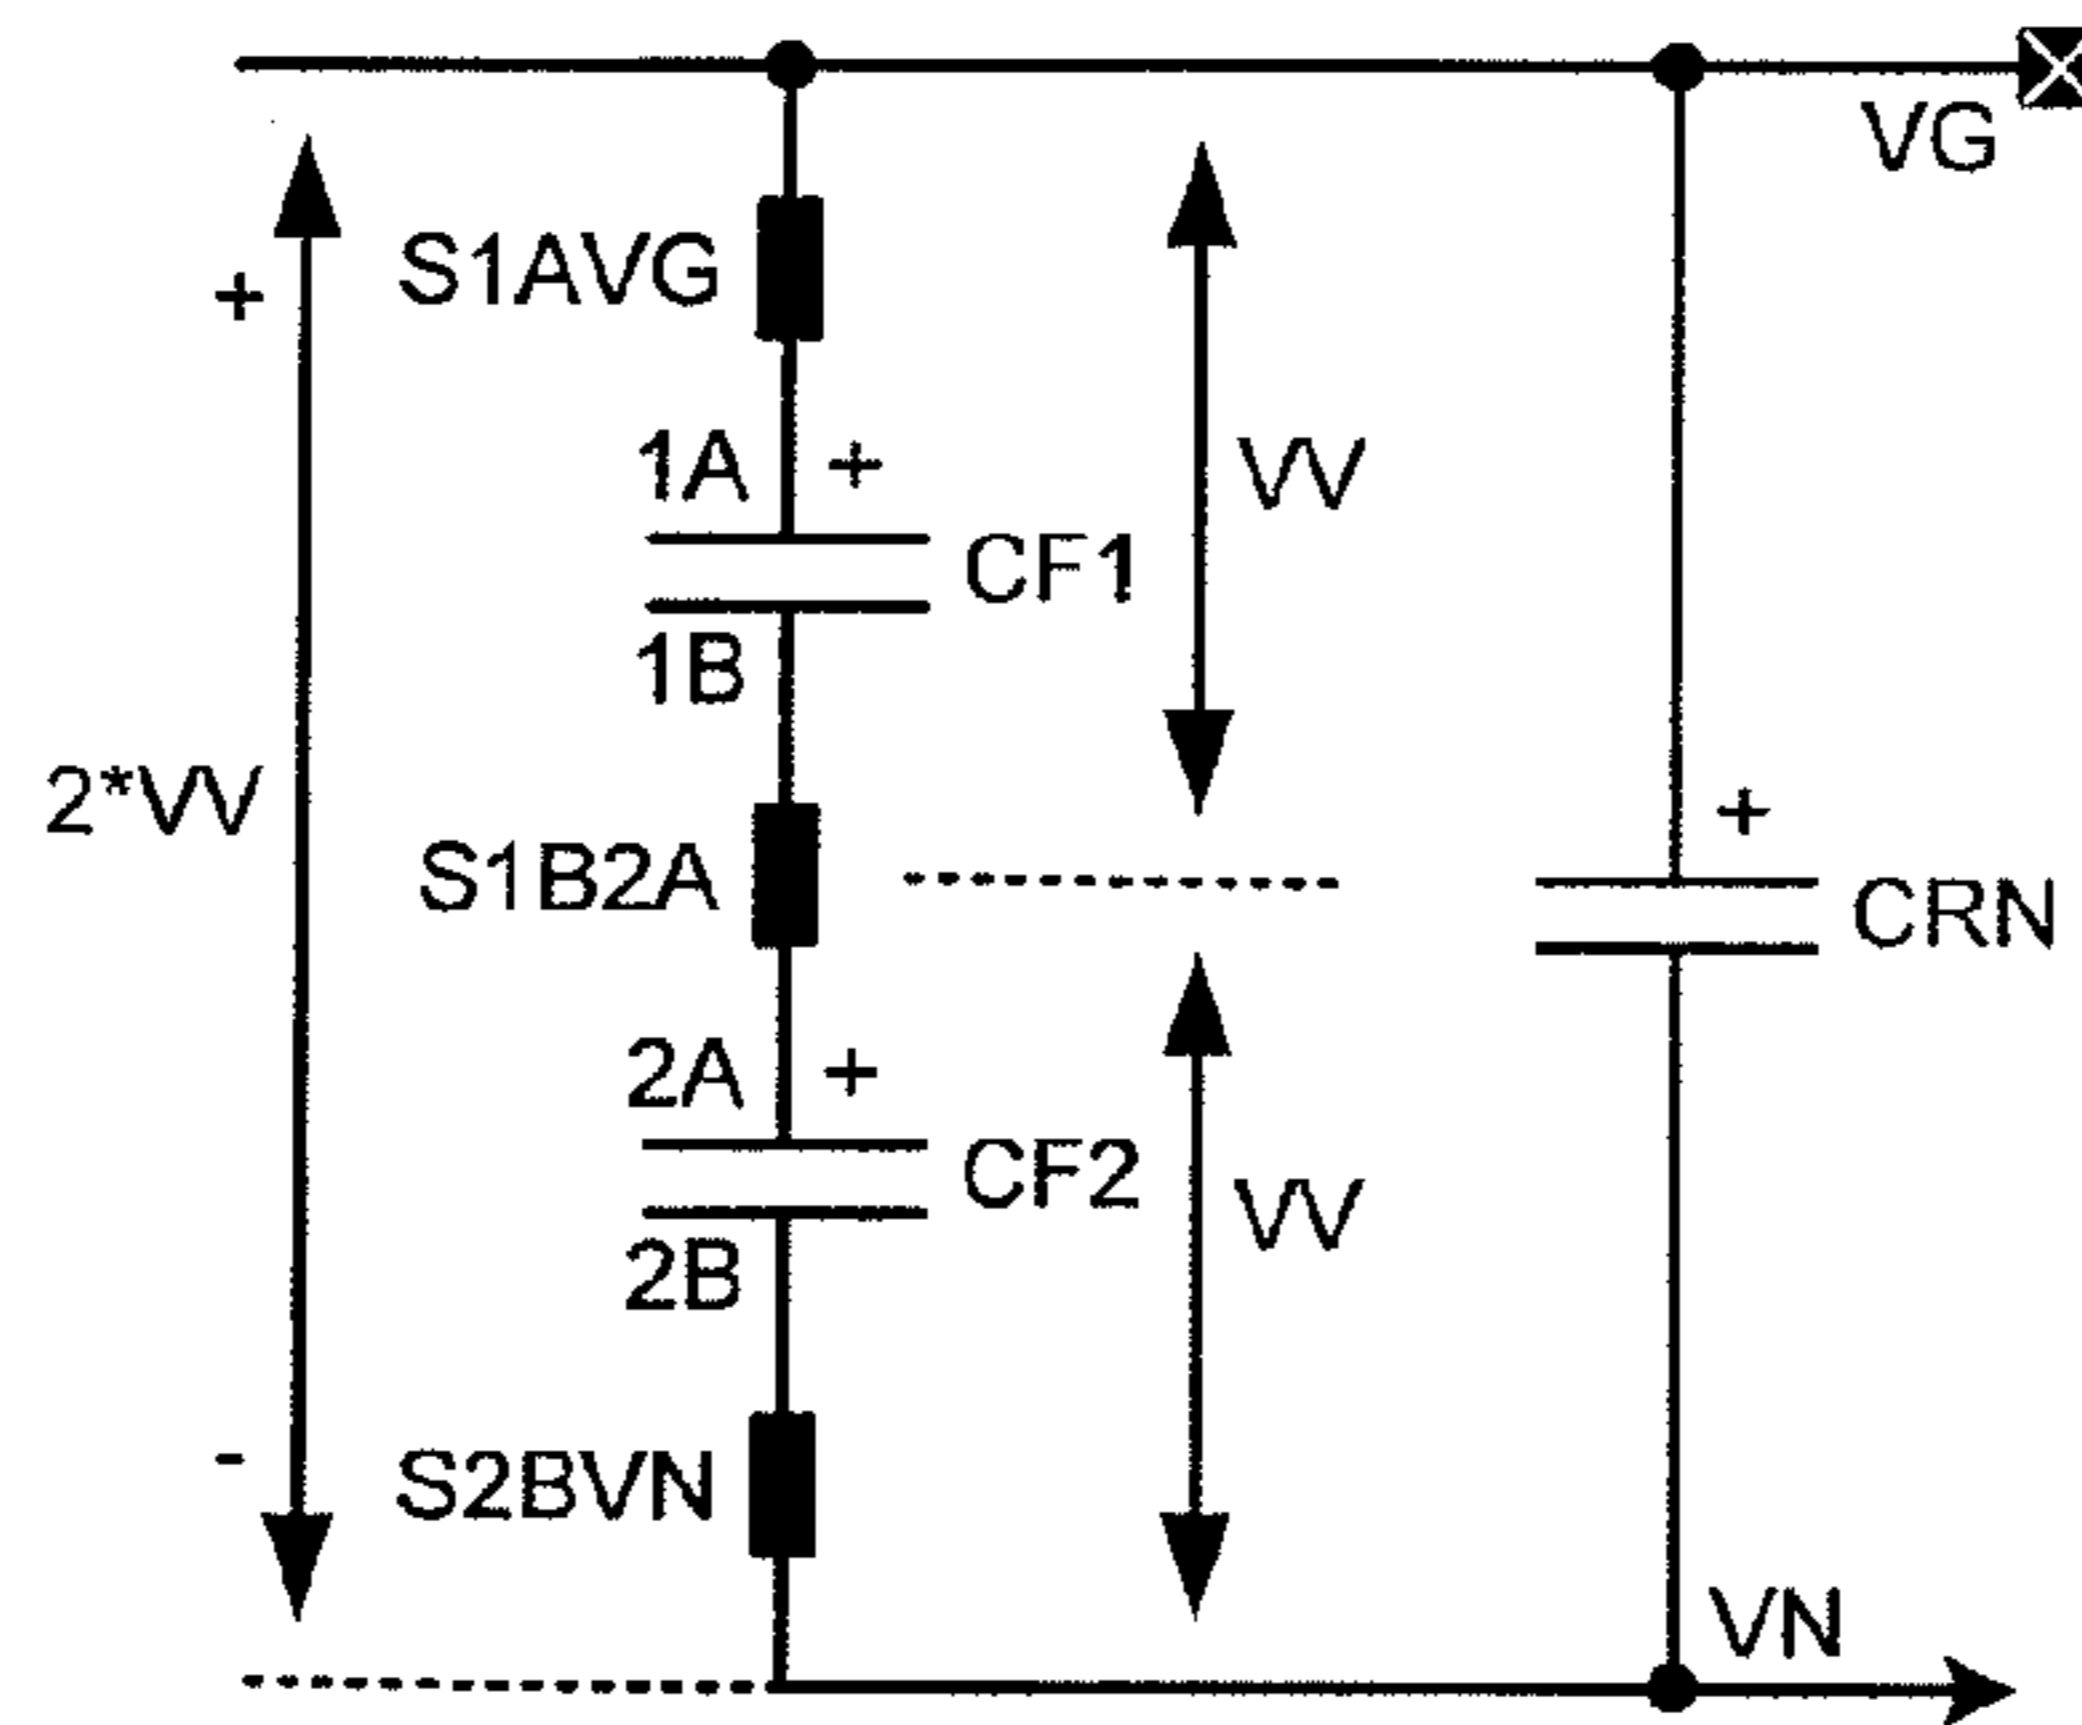 VG
S1AVG
+
1A +
VV
CF1
1B
2*VV
+
S1B2A
CRN
2A +
CF2
VV
2B
-
S2BVN
VN